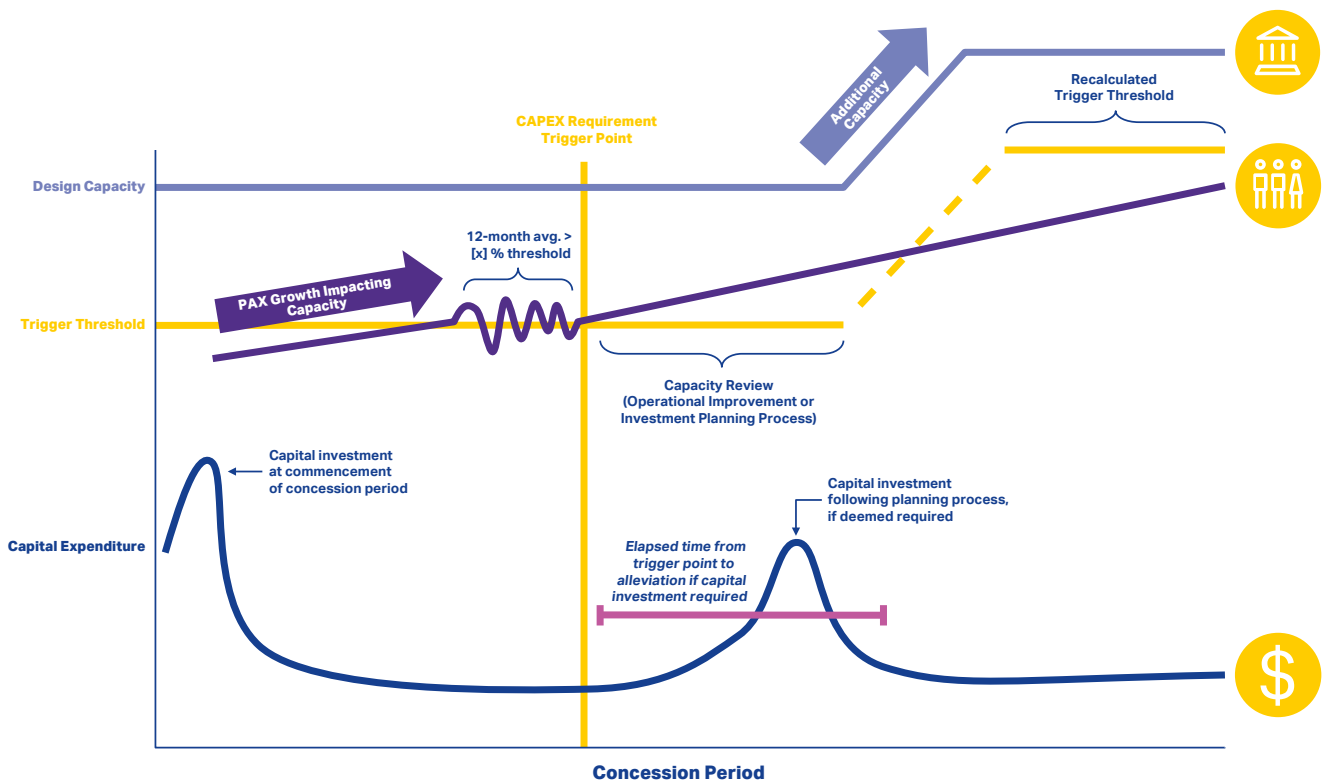 Additional
Capacity
Recalculated
Trigger Threshold
CAPEX Requirement
Trigger Point
Design Capacity
12-month avg. >
[x] % threshold
PAX Growth Impacting
Capacity
Trigger Threshold
Capacity Review
(Operational Improvement or
Investment Planning Process)
Capital investment
at commencement
of concession period
Capital investment
following planning process,
if deemed required
Capital Expenditure
Elapsed time from
trigger point to
alleviation if capital
investment required
$
Concession Period